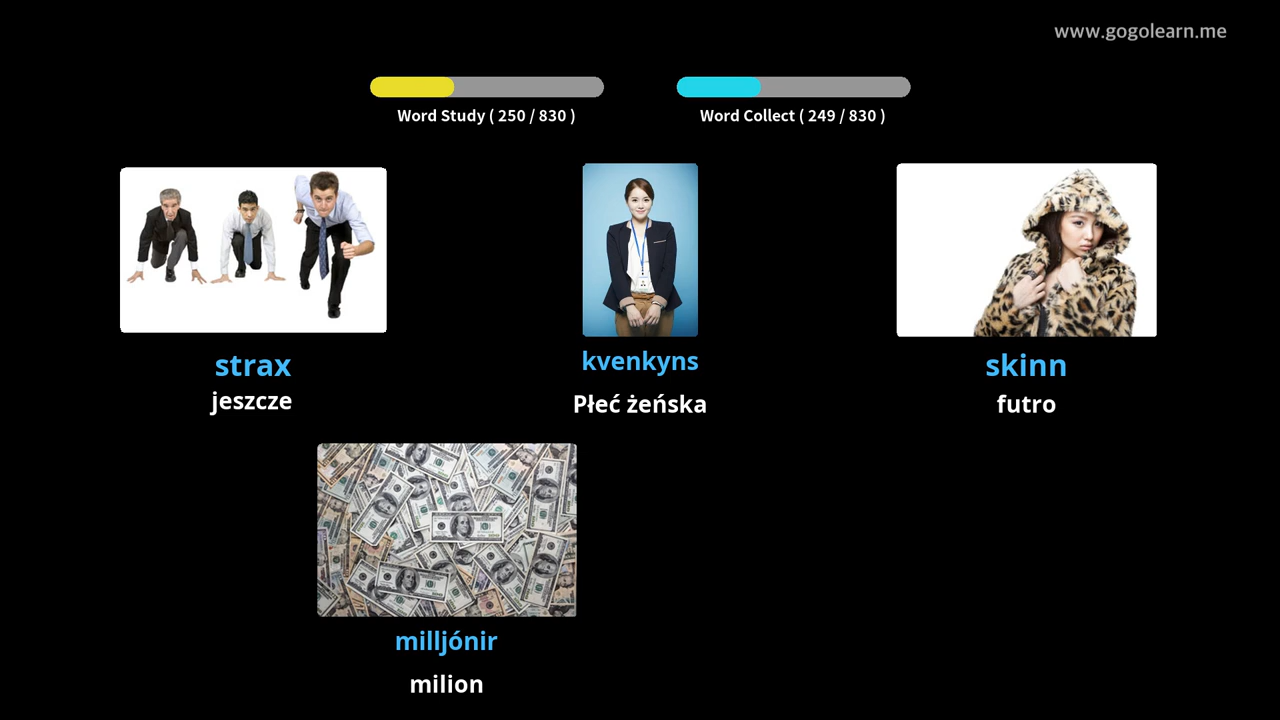 www.gogolearn.me
Word Study ( 250 / 830 )
Word Collect ( 249 / 830 )
strax
jeszcze
kvenkyns
Płeć żeńska
skinn
futro
milljónir
milion